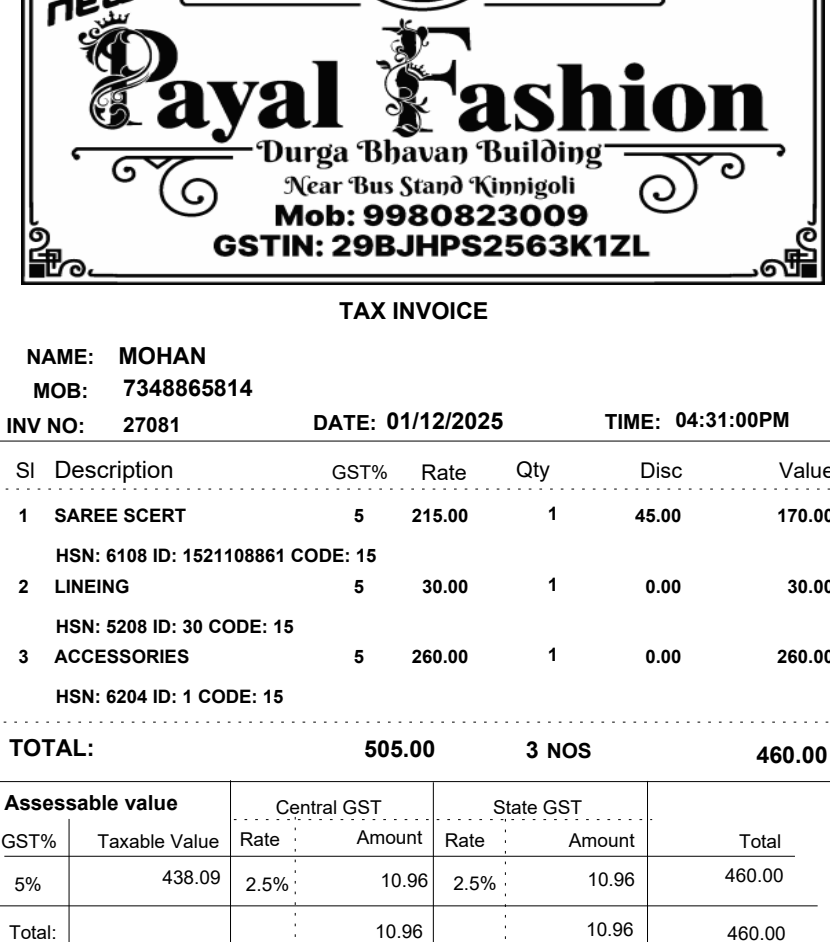 new
Payal Fashion
Durga Bhavan Building
Near Bus Stand Kinnigoli
Mob: 9980823009
GSTIN: 29BJHPS2563K1ZL
TAX INVOICE
NAME: MOHAN
MOB: 7348865814
INV NO: 27081 DATE: 01/12/2025 TIME: 04:31:00PM
Sl Description GST% Rate Qty Disc Value
1 SAREE SCERT 5 215.00 1 45.00 170.00
HSN: 6108 ID: 1521108861 CODE: 15
2 LINEING 5 30.00 1 0.00 30.00
HSN: 5208 ID: 30 CODE: 15
3 ACCESSORIES 5 260.00 1 0.00 260.00
HSN: 6204 ID: 1 CODE: 15
TOTAL: 505.00 3 NOS 460.00
Assessable value Central GST State GST
GST% Taxable Value Rate Amount Rate Amount Total
5% 438.09 2.5% 10.96 2.5% 10.96 460.00
Total: 10.96 10.96 460.00